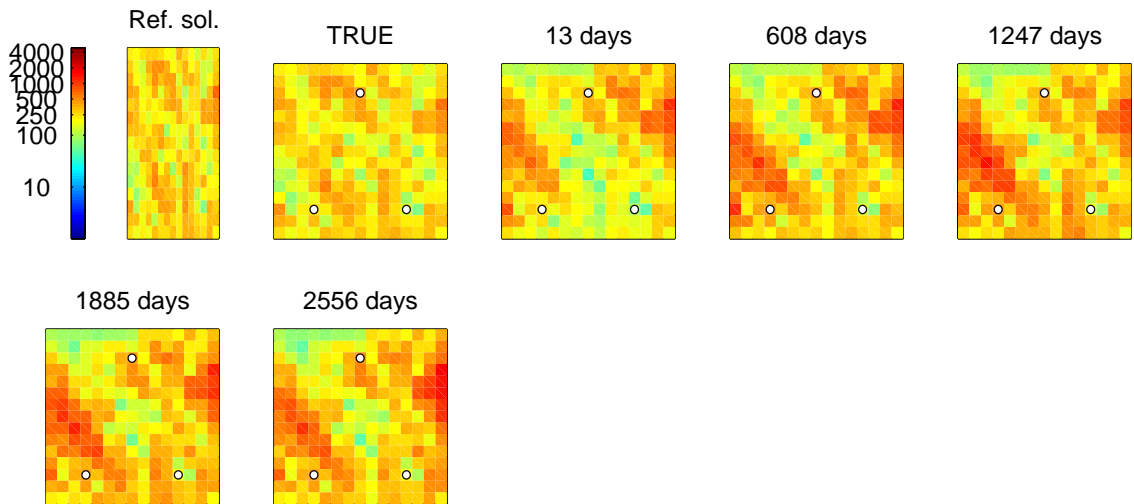 Ref. sol.
TRUE
13 days
608 days
1247 days
4000
2000
1000
500
250
100
10
1885 days
2556 days